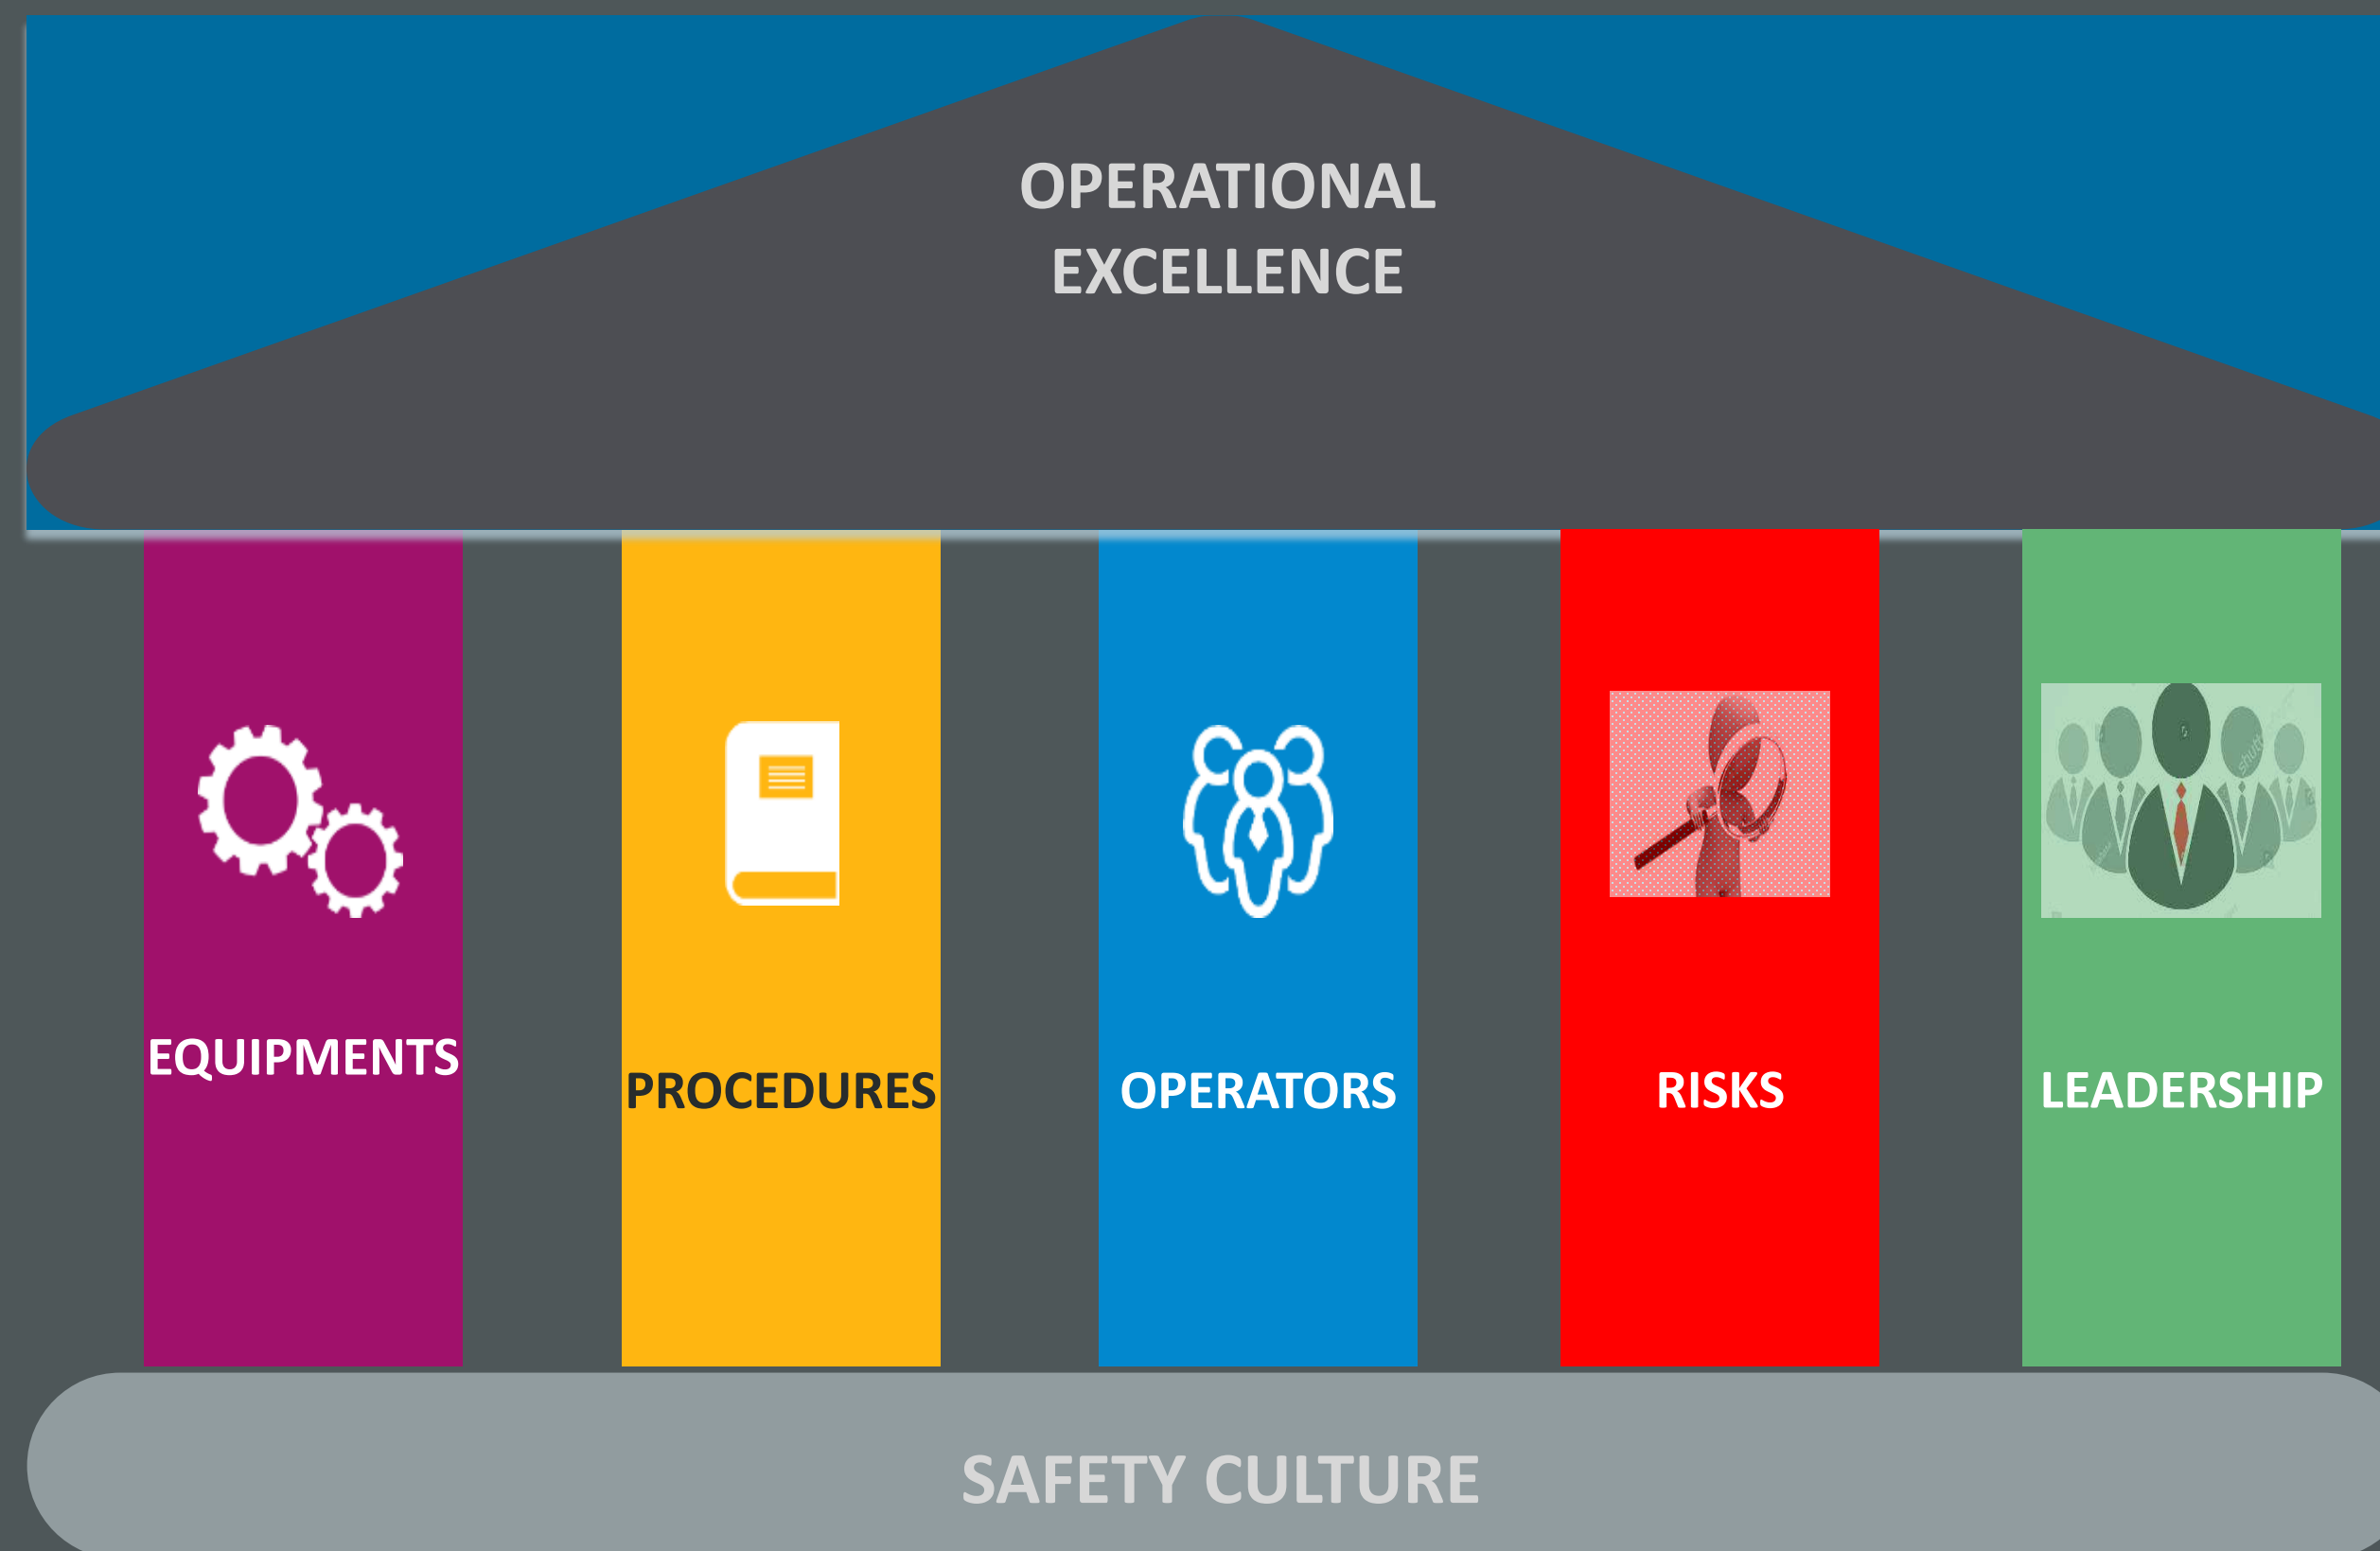 OPERATIONAL
EXCELLENCE
EQUIPMENTS
PROCEDURES
OPERATORS
RISKS
LEADERSHIP
SAFETY CULTURE